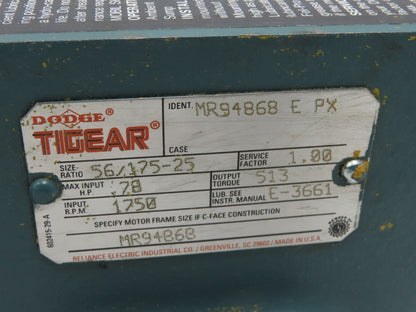 DODGE®
TIGEAR®
IDENT. MR94868 E PX
CASE
SIZE-RATIO 56/175-25
SERVICE FACTOR 1.00
MAX INPUT H.P. .78
OUTPUT TORQUE 513
INPUT R.P.M. 1750
LUB. SEE INSTR. MANUAL E-3661
SPECIFY MOTOR FRAME SIZE IF C-FACE CONSTRUCTION
MR94868
RELIANCE ELECTRIC INDUSTRIAL CO. / GREENVILLE, SC 29602 / MADE IN U.S.A.
602415-29-A